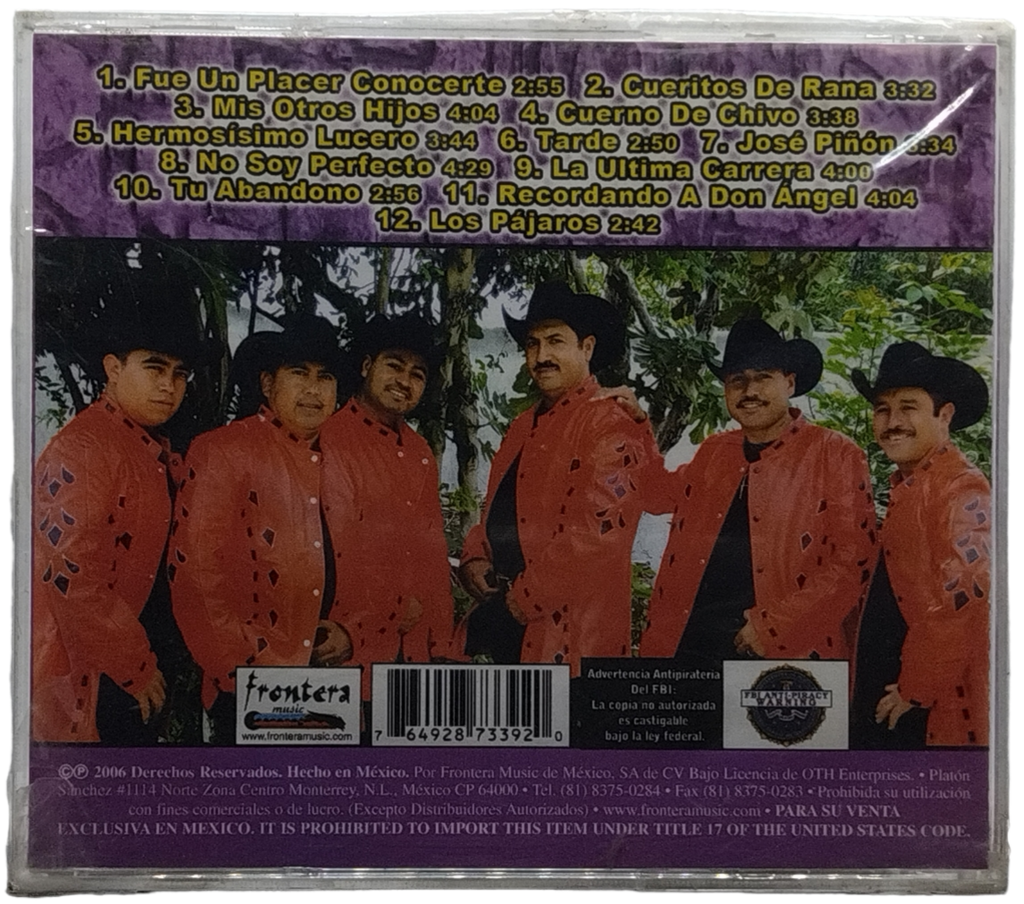 1. Fue Un Placer Conocerte 2:55 2. Cueritos De Rana 3:32
3. Mis Otros Hijos 4:04 4. Cuerno De Chivo 3:38
5. Hermosísimo Lucero 3:44 6. Tarde 2:50 7. José Piñón 3:34
8. No Soy Perfecto 4:29 9. La Ultima Carrera 4:00
10. Tu Abandono 2:56 11. Recordando A Don Ángel 4:04
12. Los Pájaros 2:42
frontera
music
www.fronteramusic.com
7 64928 73392 0
Advertencia Antipirateria
Del FBI:
La copia no autorizada
es castigable
bajo la ley federal.
FBI ANTI-PIRACY
WARNING
©℗ 2006 Derechos Reservados. Hecho en México. Por Frontera Music de México, SA de CV Bajo Licencia de OTH Enterprises. • Platón
Sánchez #1114 Norte Zona Centro Monterrey, N.L., México CP 64000 • Tel. (81) 8375-0284 • Fax (81) 8375-0283 • Prohibida su utilización
con fines comerciales o de lucro. (Excepto Distribuidores Autorizados) • www.fronteramusic.com • PARA SU VENTA
EXCLUSIVA EN MEXICO. IT IS PROHIBITED TO IMPORT THIS ITEM UNDER TITLE 17 OF THE UNITED STATES CODE.